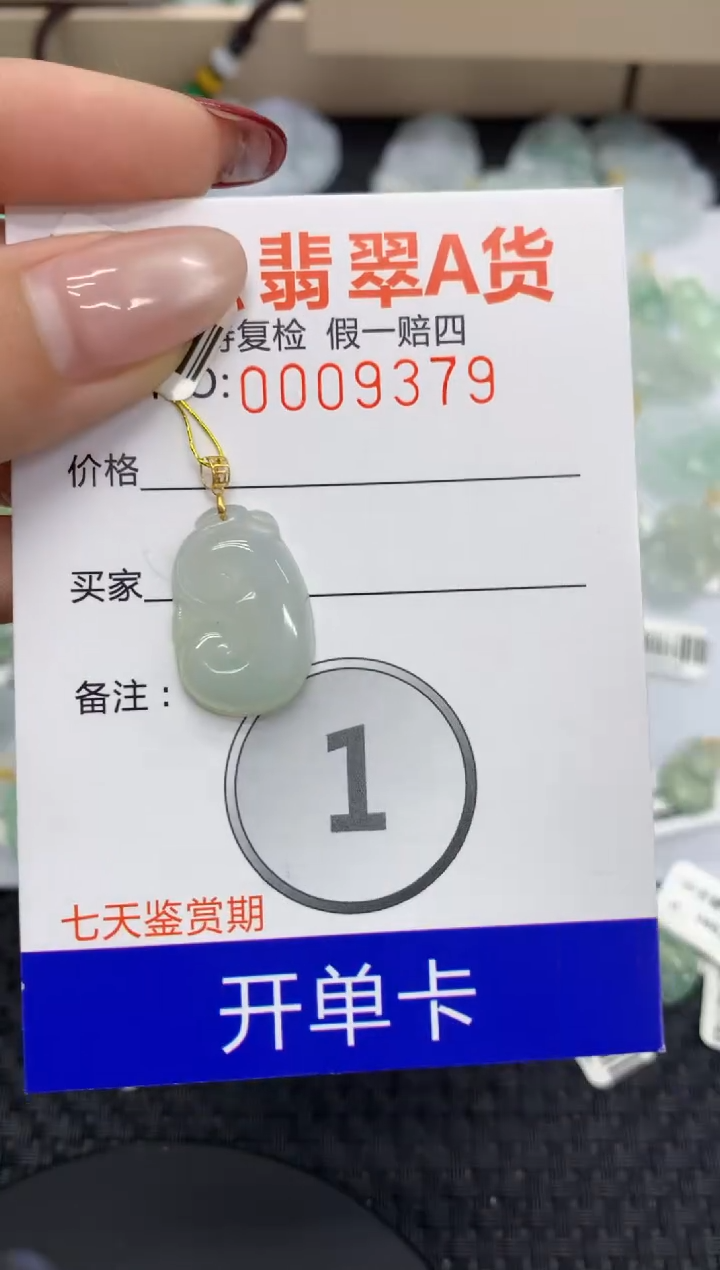 翡翠A货
复检 假一赔四
O:0009379
价格
买家
备注：
1
七天鉴赏期
开单卡